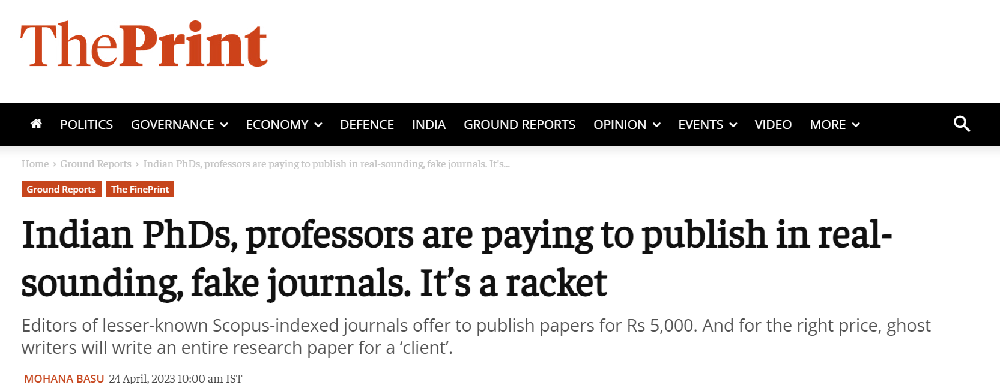 ThePrint
POLITICS GOVERNANCE ECONOMY DEFENCE INDIA GROUND REPORTS OPINION EVENTS VIDEO MORE
Home › Ground Reports › Indian PhDs, professors are paying to publish in real-sounding, fake journals. It's...
Ground Reports The FinePrint
Indian PhDs, professors are paying to publish in real-
sounding, fake journals. It’s a racket
Editors of lesser-known Scopus-indexed journals offer to publish papers for Rs 5,000. And for the right price, ghost
writers will write an entire research paper for a ‘client’.
MOHANA BASU 24 April, 2023 10:00 am IST